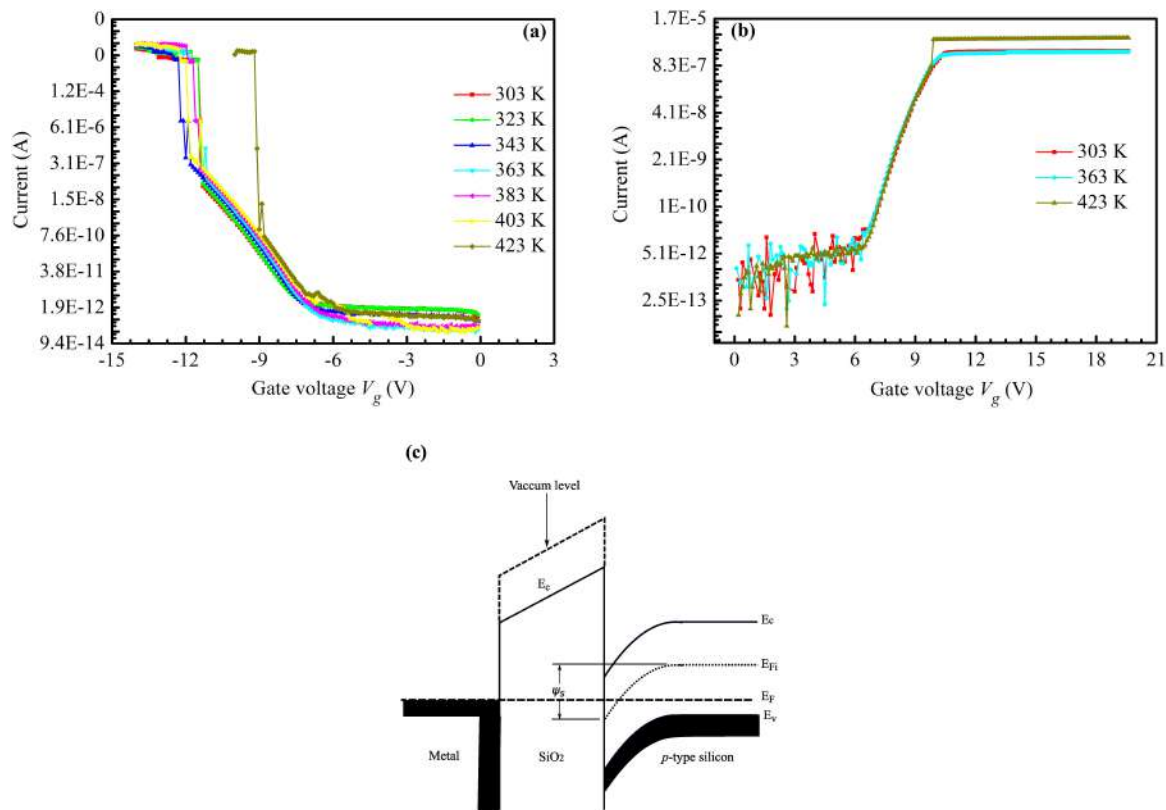 (a)
0
0
1.2E-4
6.1E-6
3.1E-7
1.5E-8
7.6E-10
3.8E-11
1.9E-12
9.4E-14
Current (A)
-15 -12 -9 -6 -3 0
Gate voltage Vg (V)
303 K
323 K
343 K
363 K
383 K
403 K
423 K
(b)
1.7E-5
8.3E-7
4.1E-8
2.1E-9
1E-10
5.1E-12
2.5E-13
Current (A)
0 3 6 9 12 15 18 21
Gate voltage Vg (V)
303 K
363 K
423 K
(c)
Vaccum level
Ec
Ec
EFi
ψs
EF
Ev
Metal
SiO2
p-type silicon